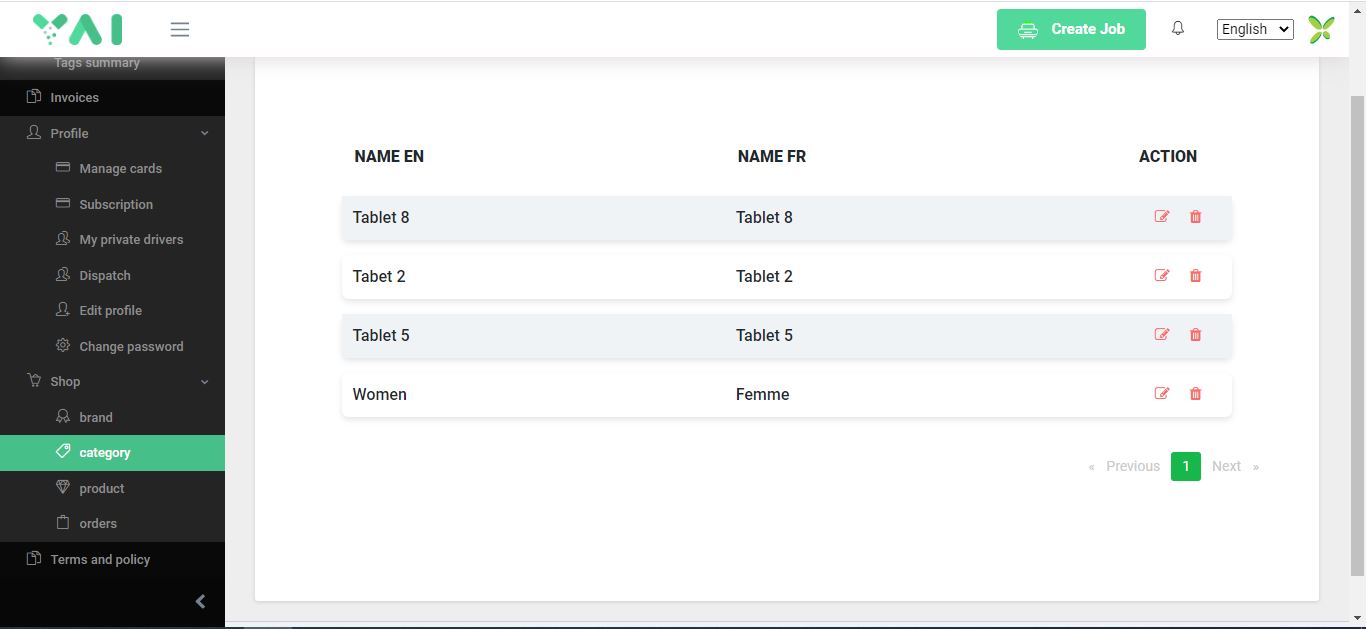 YAI
Create Job
English
Tags summary
Invoices
Profile
Manage cards
Subscription
My private drivers
Dispatch
Edit profile
Change password
Shop
brand
category
product
orders
Terms and policy
NAME EN NAME FR ACTION
Tablet 8 Tablet 8
Tabet 2 Tablet 2
Tablet 5 Tablet 5
Women Femme
« Previous 1 Next »